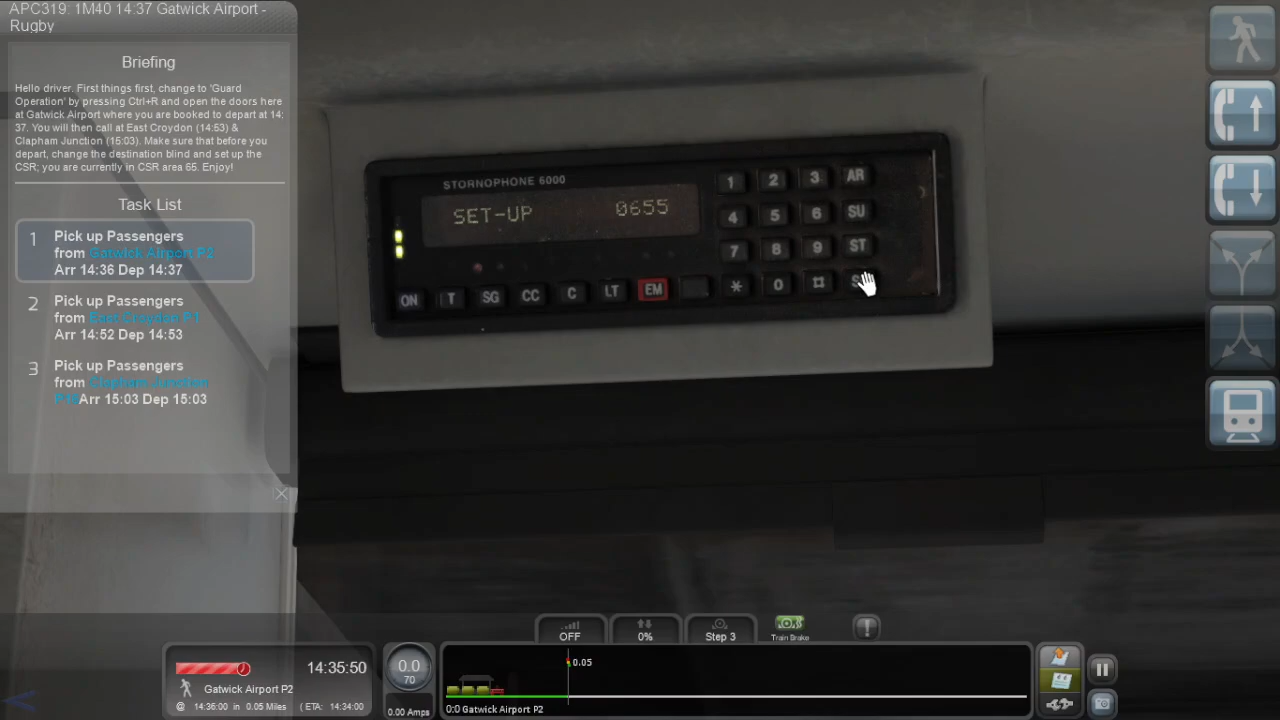 APC319: 1M40 14:37 Gatwick Airport -
Rugby
Briefing
Hello driver. First things first, change to 'Guard
Operation' by pressing Ctrl+R and open the doors here
at Gatwick Airport where you are booked to depart at 14:
37. You will then call at East Croydon (14:53) &
Clapham Junction (15:03). Make sure that before you
depart, change the destination blind and set up the
CSR; you are currently in CSR area 65. Enjoy!
Task List
1 Pick up Passengers
from Gatwick Airport P2
Arr 14:36 Dep 14:37
2 Pick up Passengers
from East Croydon P1
Arr 14:52 Dep 14:53
3 Pick up Passengers
from Clapham Junction
Arr 15:03 Dep 15:03
STORNOPHONE 6000
SET-UP 0655
1 2 3 AR
4 5 6 SU
7 8 9 ST
* 0
ON T SG CC C LT EM
OFF
0%
Step 3
Train Brake
14:35:50
Gatwick Airport P2
@ 14:36:00 in 0.05 Miles ( ETA: 14:34:00
0.0
70
0.00 Amps
0.05
0:0 Gatwick Airport P2